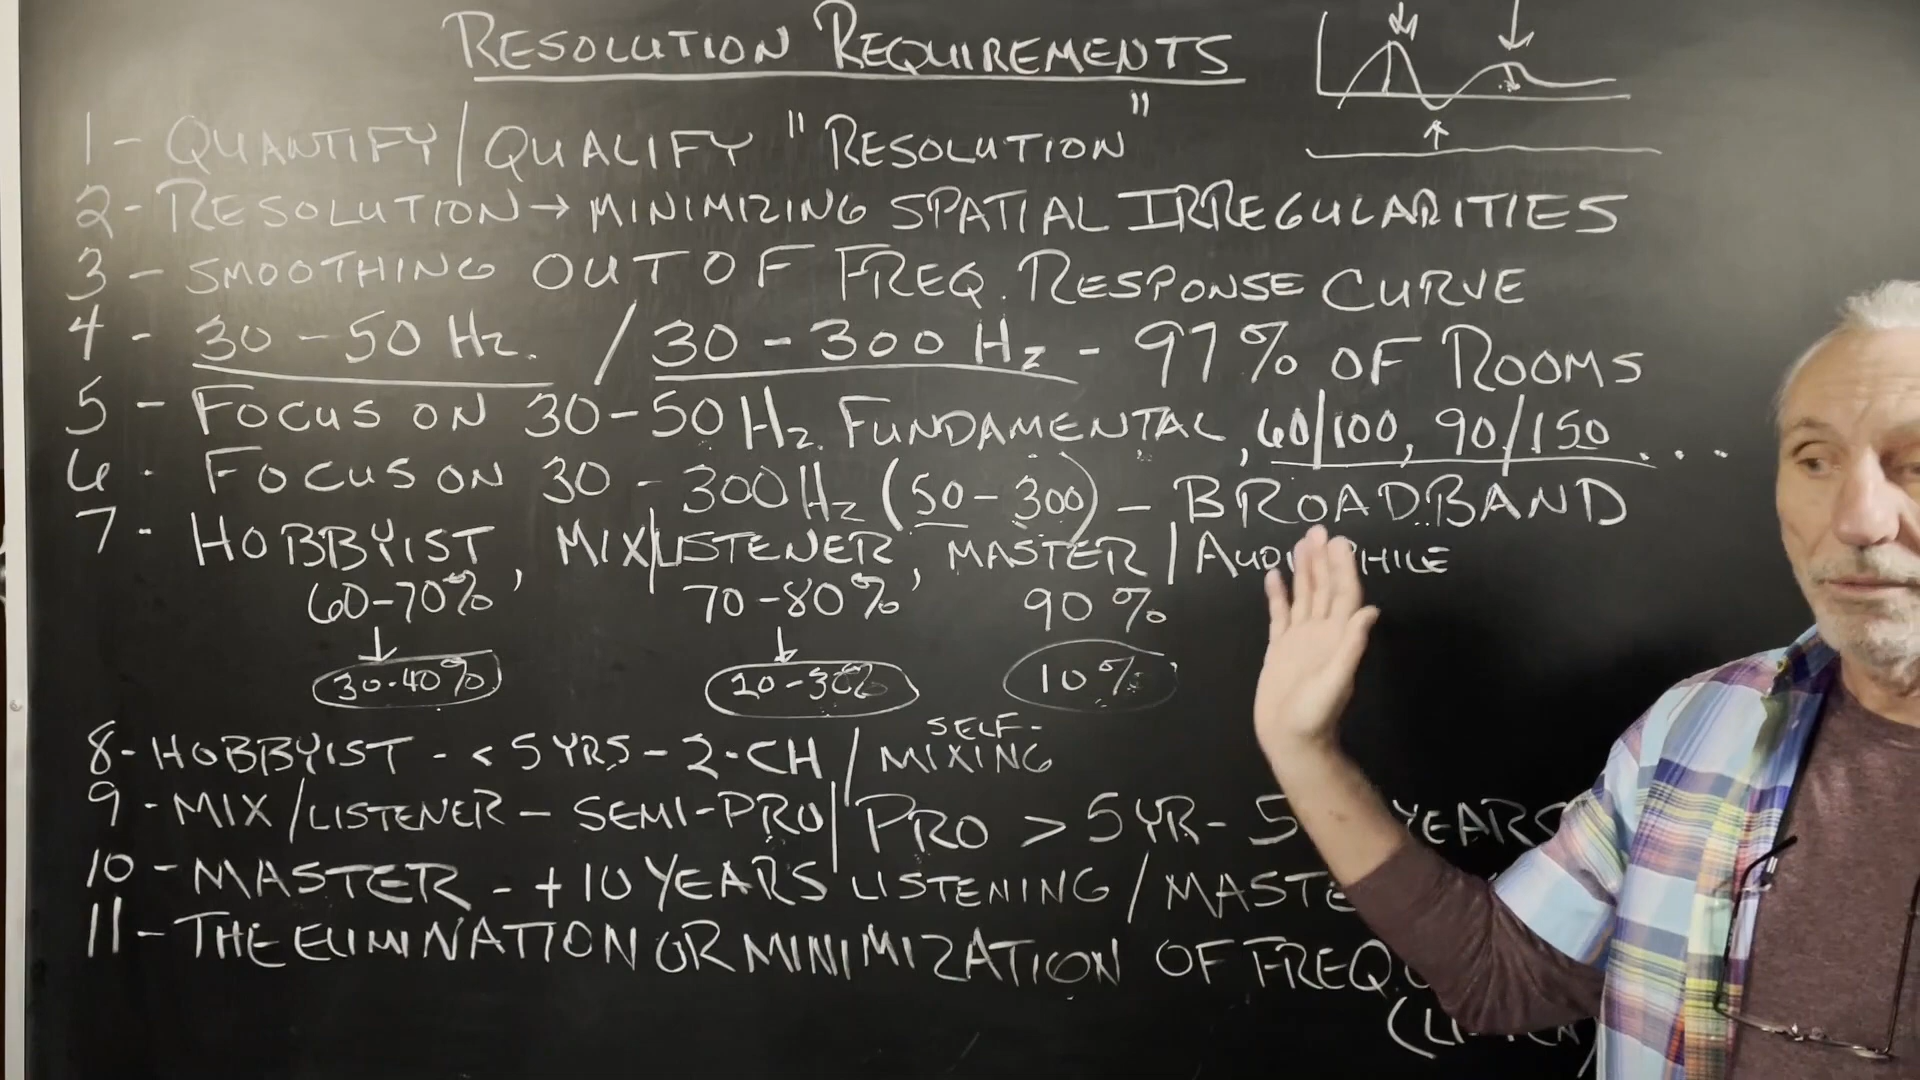 RESOLUTION REQUIREMENTS
1 - QUANTIFY/QUALIFY "RESOLUTION"
2 - RESOLUTION → MINIMIZING SPATIAL IRREGULARITIES
3 - SMOOTHING OUT OF FREQ. RESPONSE CURVE
4 - 30 - 50 Hz. / 30 - 300 Hz - 97% OF ROOMS
5 - FOCUS ON 30-50 Hz. FUNDAMENTAL, 60/100, 90/150 ....
6 - FOCUS ON 30 - 300 Hz (50 - 300) - BROADBAND
7 - HOBBYIST, MIX/LISTENER, MASTER / AUDIOPHILE
60-70% 70-80% 90%
30-40% 20-30% 10%
8 - HOBBYIST - < 5 YRS - 2-CH / SELF-MIXING
9 - MIX /LISTENER - SEMI-PRO/PRO > 5 YR - 5 YEARS
10 - MASTER - +10 YEARS LISTENING /
11 - THE ELIMINATION OR MINIMIZATION OF